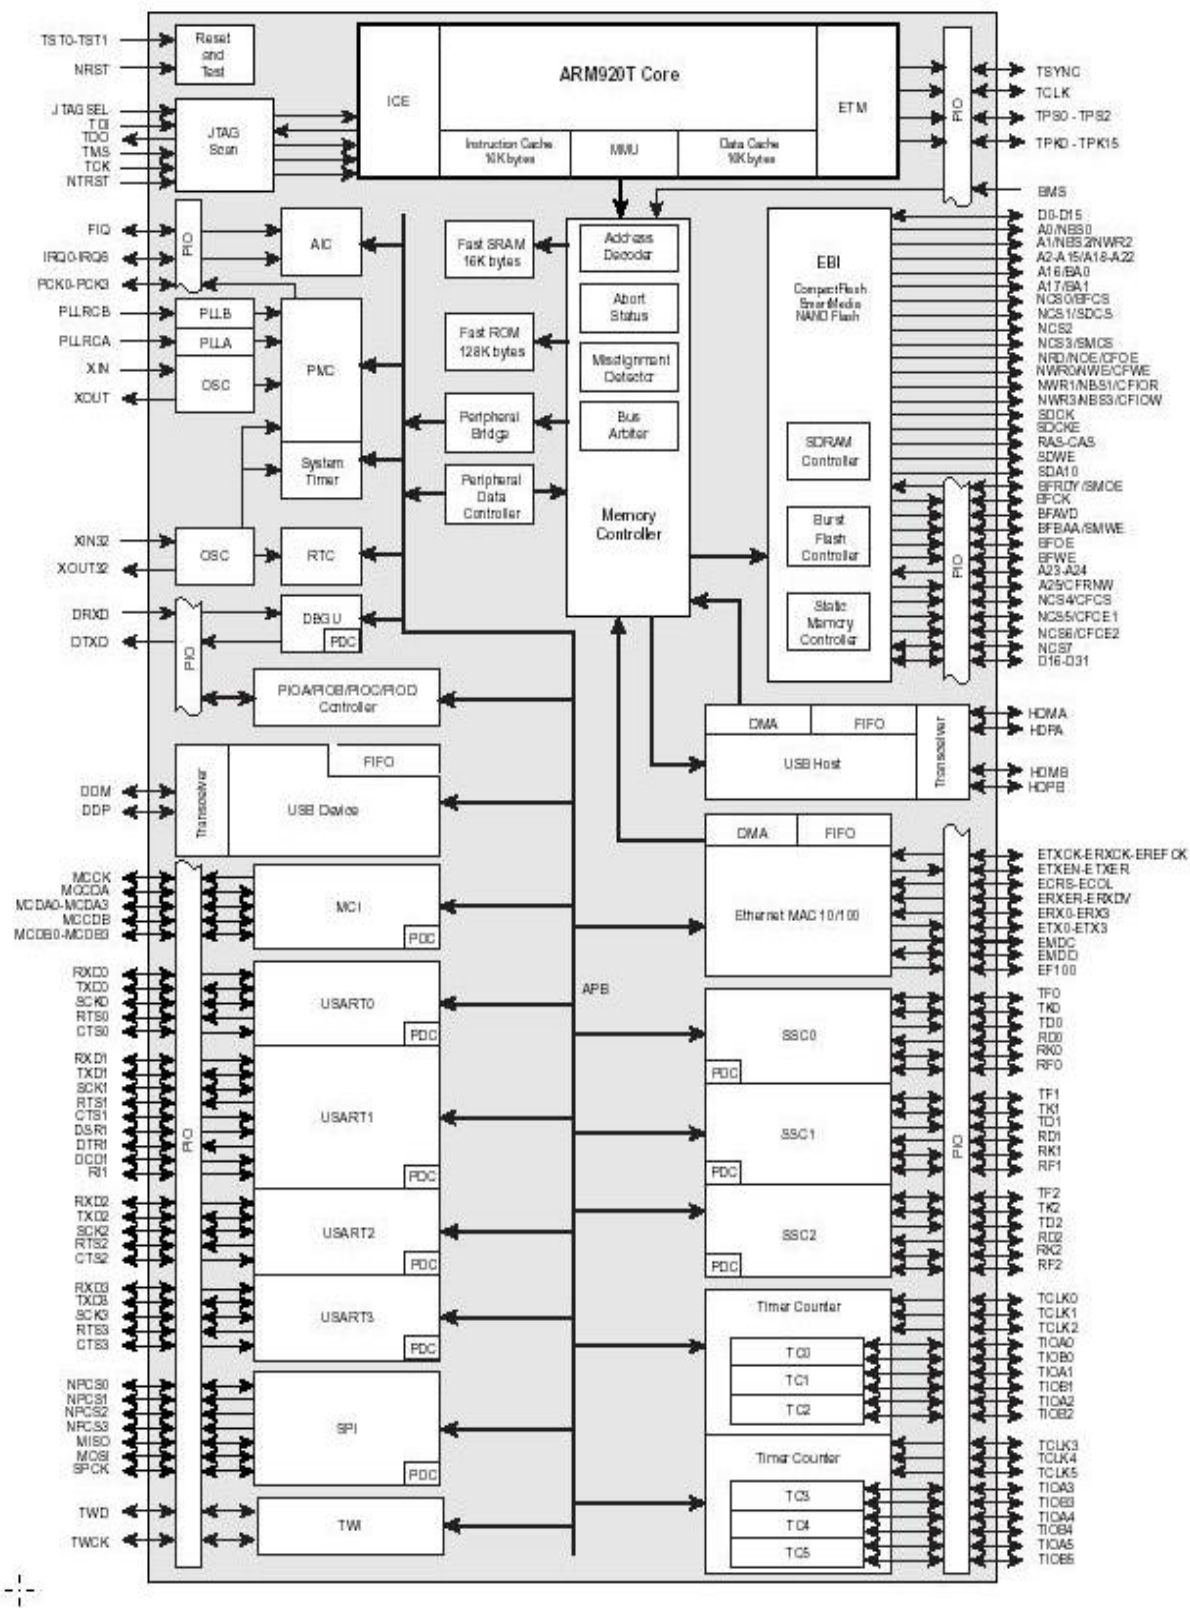 TST0-TST1
NRST
Reset
and
Test
JTAGSEL
TDI
TDO
TMS
TCK
NTRST
JTAG
Scan
ICE
ARM920T Core
Instruction Cache
16K bytes
MMU
Data Cache
16K bytes
ETM
PIO
TSYNC
TCLK
TPS0 - TPS2
TPK0 - TPK15
BMS
FIQ
IRQ0-IRQ6
PCK0-PCK3
PLLRCB
PLLRCA
XIN
XOUT
PIO
AIC
PLLB
PLLA
OSC
PMC
System
Timer
XIN32
XOUT32
OSC
RTC
DRXD
DTXD
PIO
DBGU
PDC
PIOA/PIOB/PIOC/PIOD
Controller
Fast SRAM
16K bytes
Fast ROM
128K bytes
Peripheral
Bridge
Peripheral
Data
Controller
Address
Decoder
Abort
Status
Misalignment
Detector
Bus
Arbiter
Memory
Controller
EBI
CompactFlash
SmartMedia
NAND Flash
SDRAM
Controller
Burst
Flash
Controller
Static
Memory
Controller
D0-D15
A0/NBS0
A1/NBS2/NWR2
A2-A15/A18-A22
A16/BA0
A17/BA1
NCS0/BFCS
NCS1/SDCS
NCS2
NCS3/SMCS
NRD/NOE/CFOE
NWR0/NWE/CFWE
NWR1/NBS1/CFIOR
NWR3/NBS3/CFIOW
SDCK
SDCKE
RAS-CAS
SDWE
SDA10
BFRDY/SMOE
BFCK
BFAVD
BFBAA/SMWE
BFOE
BFWE
A23-A24
A25/CFRNW
NCS4/CFCS
NCS5/CFCE1
NCS6/CFCE2
NCS7
D16-D31
PIO
DDM
DDP
Transceiver
FIFO
USB Device
DMA
FIFO
USB Host
Transceiver
HDMA
HDPA
HDMB
HDPB
MCCK
MCCDA
MCDA0-MCDA3
MCCDB
MCDB0-MCDB3
MCI
PDC
DMA
FIFO
Ethernet MAC 10/100
ETXCK-ERXCK-EREFCK
ETXEN-ETXER
ECRS-ECOL
ERXER-ERXDV
ERX0-ERX3
ETX0-ETX3
EMDC
EMDIO
EF100
APB
PIO
RXD0
TXD0
SCK0
RTS0
CTS0
USART0
PDC
RXD1
TXD1
SCK1
RTS1
CTS1
DSR1
DTR1
DCD1
RI1
USART1
PDC
RXD2
TXD2
SCK2
RTS2
CTS2
USART2
PDC
RXD3
TXD3
SCK3
RTS3
CTS3
USART3
PDC
NPCS0
NPCS1
NPCS2
NPCS3
MISO
MOSI
SPCK
SPI
PDC
TWD
TWCK
TWI
SSC0
PDC
TF0
TK0
TD0
RD0
RK0
RF0
SSC1
PDC
TF1
TK1
TD1
RD1
RK1
RF1
PIO
SSC2
PDC
TF2
TK2
TD2
RD2
RK2
RF2
Timer Counter
TC0
TC1
TC2
TCLK0
TCLK1
TCLK2
TIOA0
TIOB0
TIOA1
TIOB1
TIOA2
TIOB2
Timer Counter
TC3
TC4
TC5
TCLK3
TCLK4
TCLK5
TIOA3
TIOB3
TIOA4
TIOB4
TIOA5
TIOB5